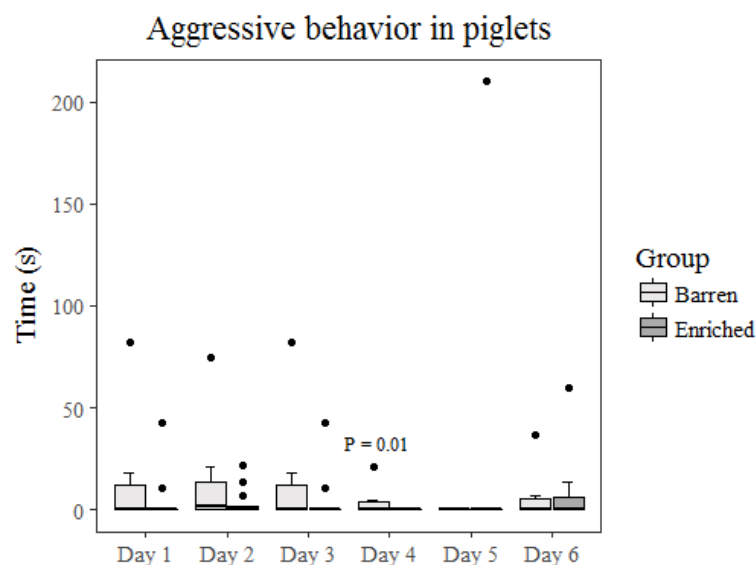 Aggressive behavior in piglets
200
150
100
50
0
Time (s)
P = 0.01
Day 1 Day 2 Day 3 Day 4 Day 5 Day 6
Group
Barren
Enriched